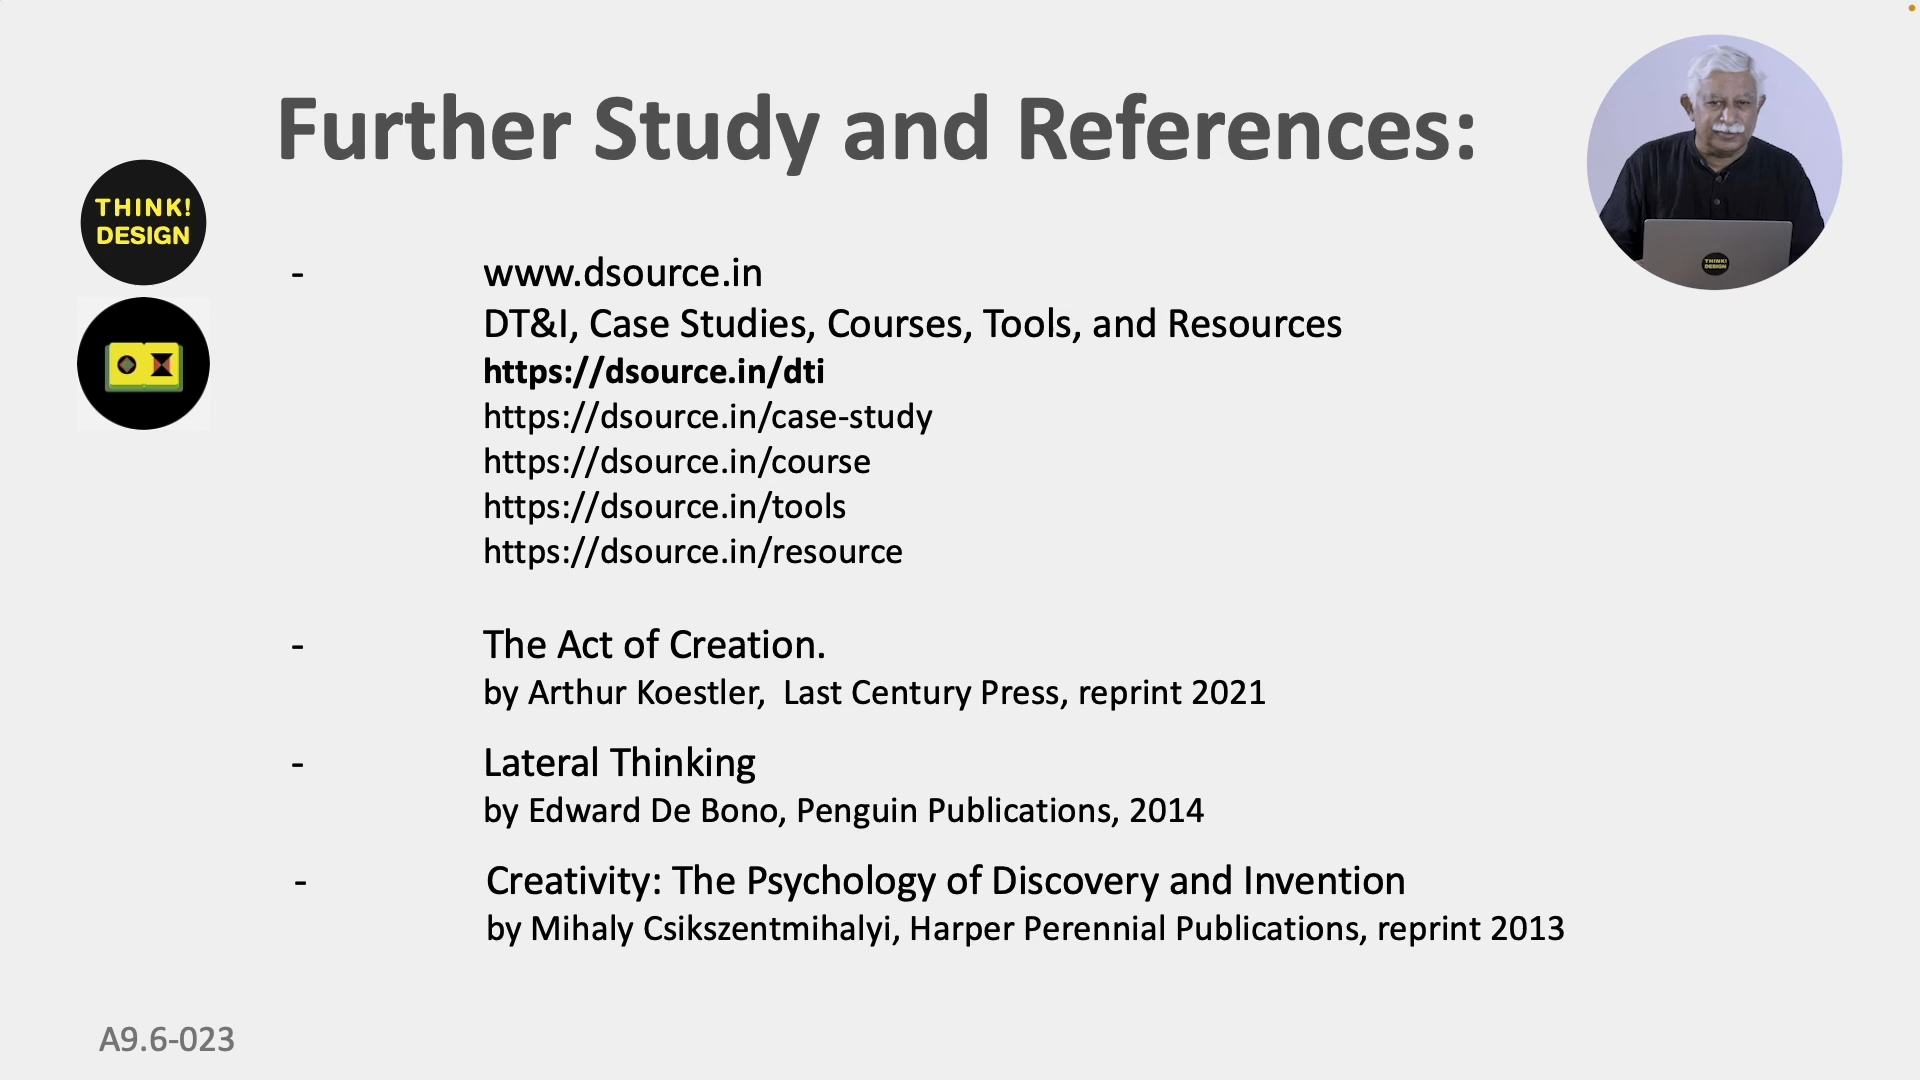 Further Study and References:
THINK!
DESIGN
- www.dsource.in
DT&I, Case Studies, Courses, Tools, and Resources
https://dsource.in/dti
https://dsource.in/case-study
https://dsource.in/course
https://dsource.in/tools
https://dsource.in/resource
- The Act of Creation.
by Arthur Koestler,  Last Century Press, reprint 2021
- Lateral Thinking
by Edward De Bono, Penguin Publications, 2014
- Creativity: The Psychology of Discovery and Invention
by Mihaly Csikszentmihalyi, Harper Perennial Publications, reprint 2013
THINK!
DESIGN
A9.6-023